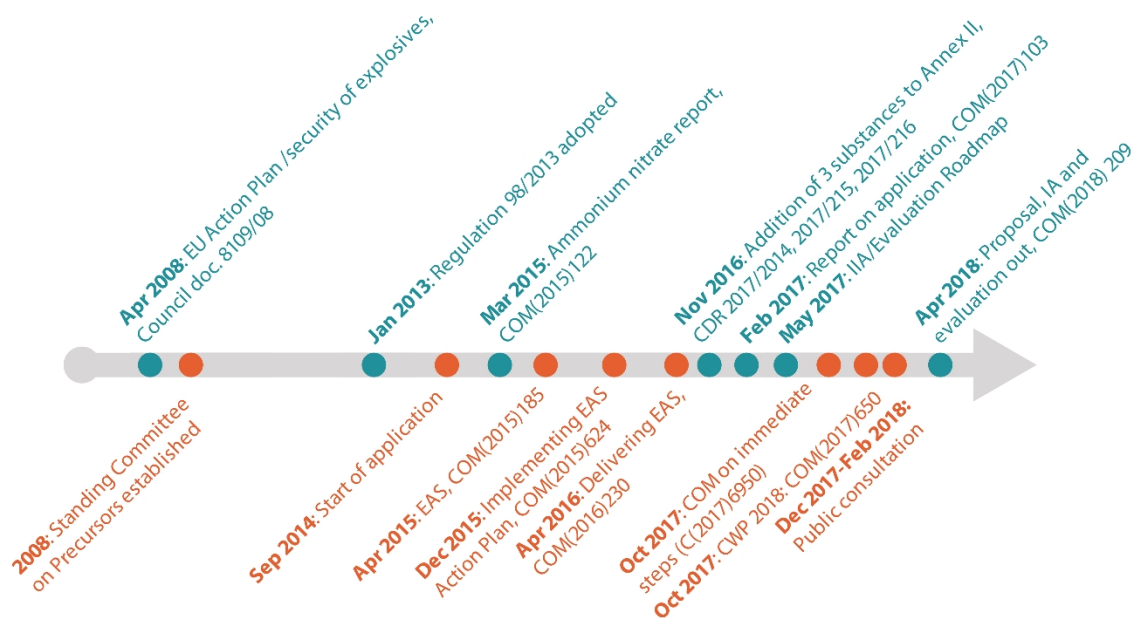 Apr 2008: EU Action Plan /security of explosives,
Council doc. 8109/08
Jan 2013: Regulation 98/2013 adopted
Mar 2015: Ammonium nitrate report,
COM(2015)122
Nov 2016: Addition of 3 substances to Annex II,
CDR 2017/2014, 2017/215, 2017/216
Feb 2017: Report on application, COM(2017)103
May 2017: IIA/Evaluation Roadmap
Apr 2018: Proposal, IA and
evaluation out, COM(2018) 209
2008: Standing Committee
on Precursors established
Sep 2014: Start of application
Apr 2015: EAS, COM(2015)185
Dec 2015: Implementing EAS
Action Plan, COM(2015)624
Apr 2016: Delivering EAS,
COM(2016)230
Oct 2017: COM on immediate
steps (C(2017)6950)
Oct 2017: CWP 2018: COM(2017)650
Dec 2017-Feb 2018:
Public consultation